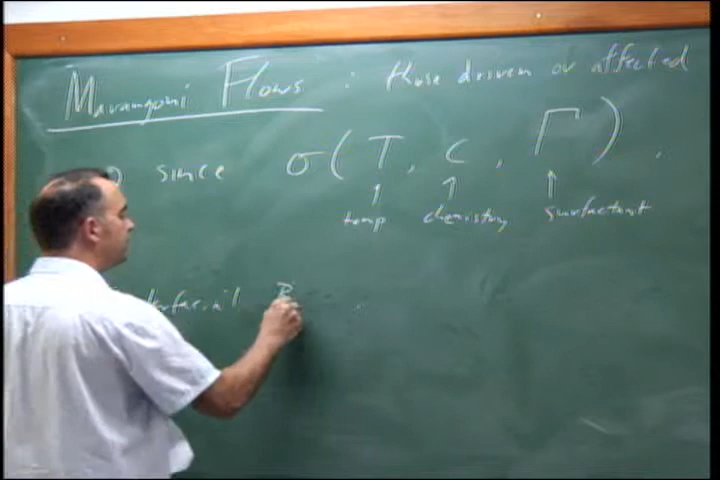 Marangoni Flows : those driven or affected
since σ(T, c, Γ),
temp chemistry surfactant